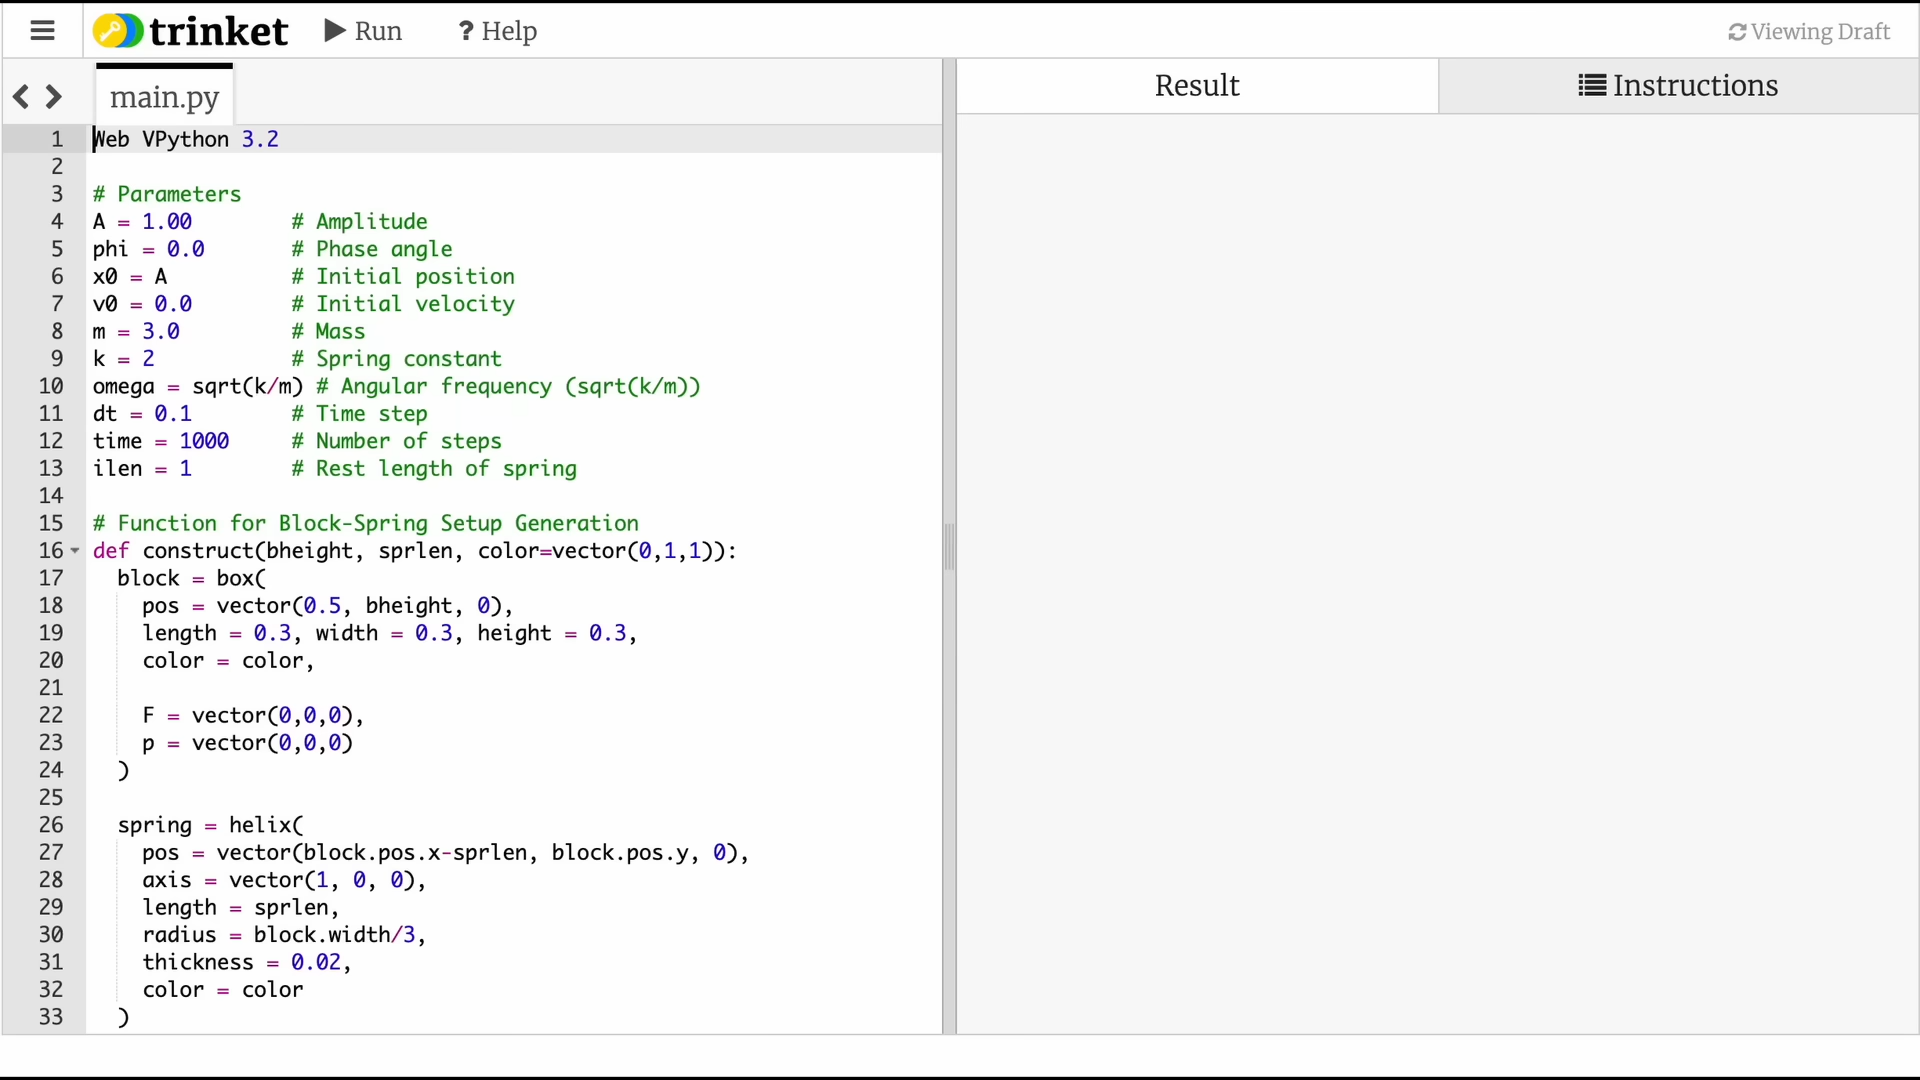 trinket Run ? Help Viewing Draft
main.py
Result Instructions
1 Web VPython 3.2
2
3 # Parameters
4 A = 1.00 # Amplitude
5 phi = 0.0 # Phase angle
6 x0 = A # Initial position
7 v0 = 0.0 # Initial velocity
8 m = 3.0 # Mass
9 k = 2 # Spring constant
10 omega = sqrt(k/m) # Angular frequency (sqrt(k/m))
11 dt = 0.1 # Time step
12 time = 1000 # Number of steps
13 ilen = 1 # Rest length of spring
14
15 # Function for Block-Spring Setup Generation
16 def construct(bheight, sprlen, color=vector(0,1,1)):
17 block = box(
18 pos = vector(0.5, bheight, 0),
19 length = 0.3, width = 0.3, height = 0.3,
20 color = color,
21
22 F = vector(0,0,0),
23 p = vector(0,0,0)
24 )
25
26 spring = helix(
27 pos = vector(block.pos.x-sprlen, block.pos.y, 0),
28 axis = vector(1, 0, 0),
29 length = sprlen,
30 radius = block.width/3,
31 thickness = 0.02,
32 color = color
33 )